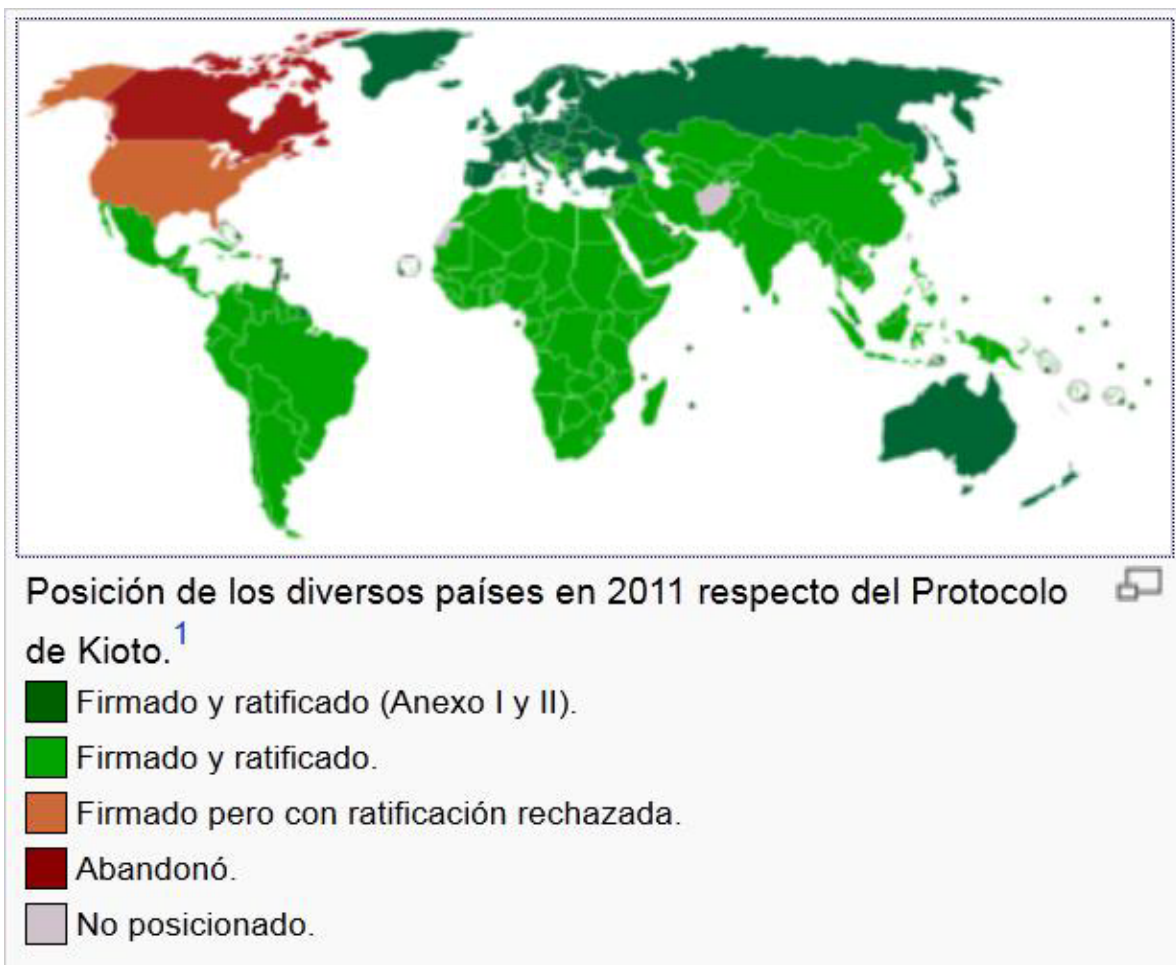 Posición de los diversos países en 2011 respecto del Protocolo
de Kioto.1
Firmado y ratificado (Anexo I y II).
Firmado y ratificado.
Firmado pero con ratificación rechazada.
Abandonó.
No posicionado.